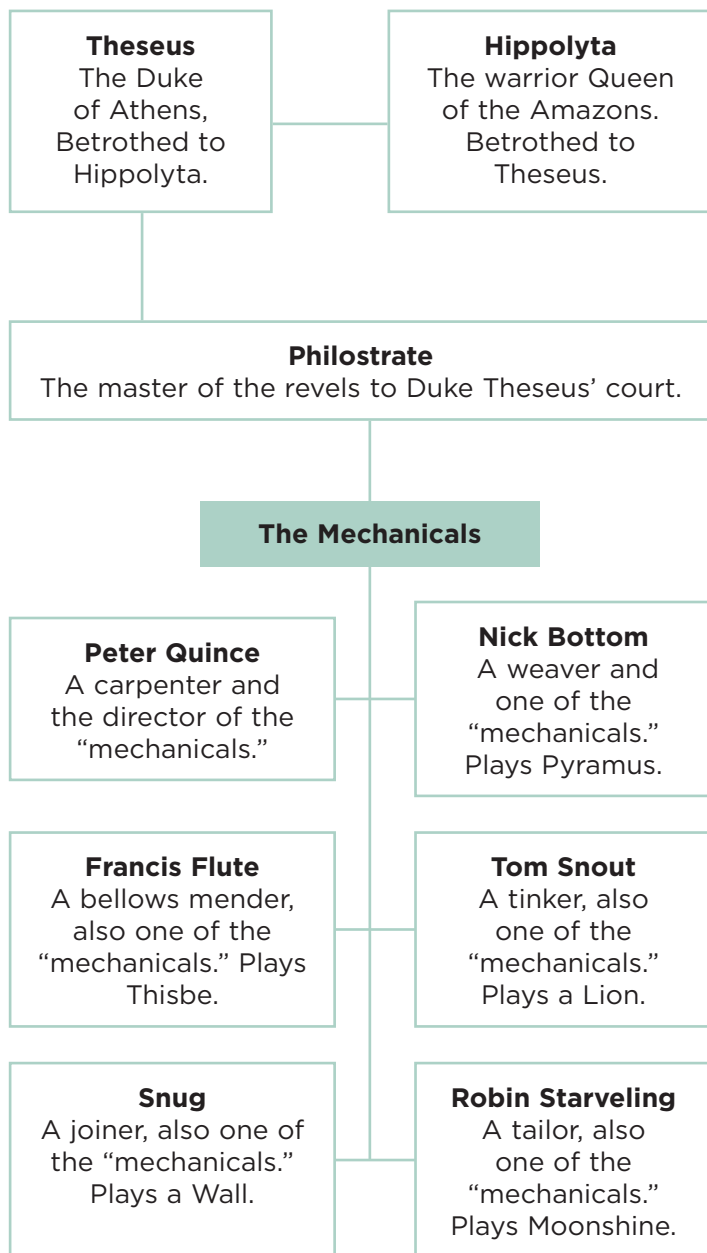 Theseus
The Duke
of Athens,
Betrothed to
Hippolyta.
Hippolyta
The warrior Queen
of the Amazons.
Betrothed to
Theseus.
Philostrate
The master of the revels to Duke Theseus’ court.
The Mechanicals
Peter Quince
A carpenter and
the director of the
“mechanicals.”
Nick Bottom
A weaver and
one of the
“mechanicals.”
Plays Pyramus.
Francis Flute
A bellows mender,
also one of the
“mechanicals.” Plays
Thisbe.
Tom Snout
A tinker, also
one of the
“mechanicals.”
Plays a Lion.
Snug
A joiner, also one of
the “mechanicals.”
Plays a Wall.
Robin Starveling
A tailor, also
one of the
“mechanicals.”
Plays Moonshine.